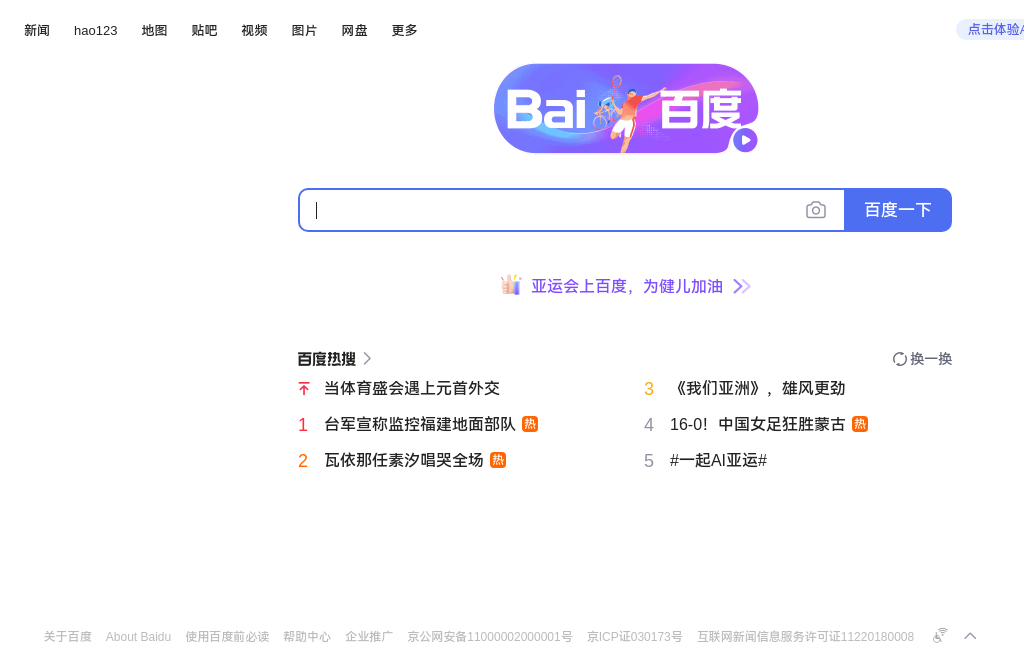 新闻 hao123 地图 贴吧 视频 图片 网盘 更多
点击体验
Bai 百度
百度一下
亚运会上百度，为健儿加油
百度热搜 换一换
当体育盛会遇上元首外交
1 台军宣称监控福建地面部队 热
2 瓦依那任素汐唱哭全场 热
3 《我们亚洲》，雄风更劲
4 16-0！中国女足狂胜蒙古 热
5 #一起AI亚运#
关于百度 About Baidu 使用百度前必读 帮助中心 企业推广 京公网安备11000002000001号 京ICP证030173号 互联网新闻信息服务许可证11220180008